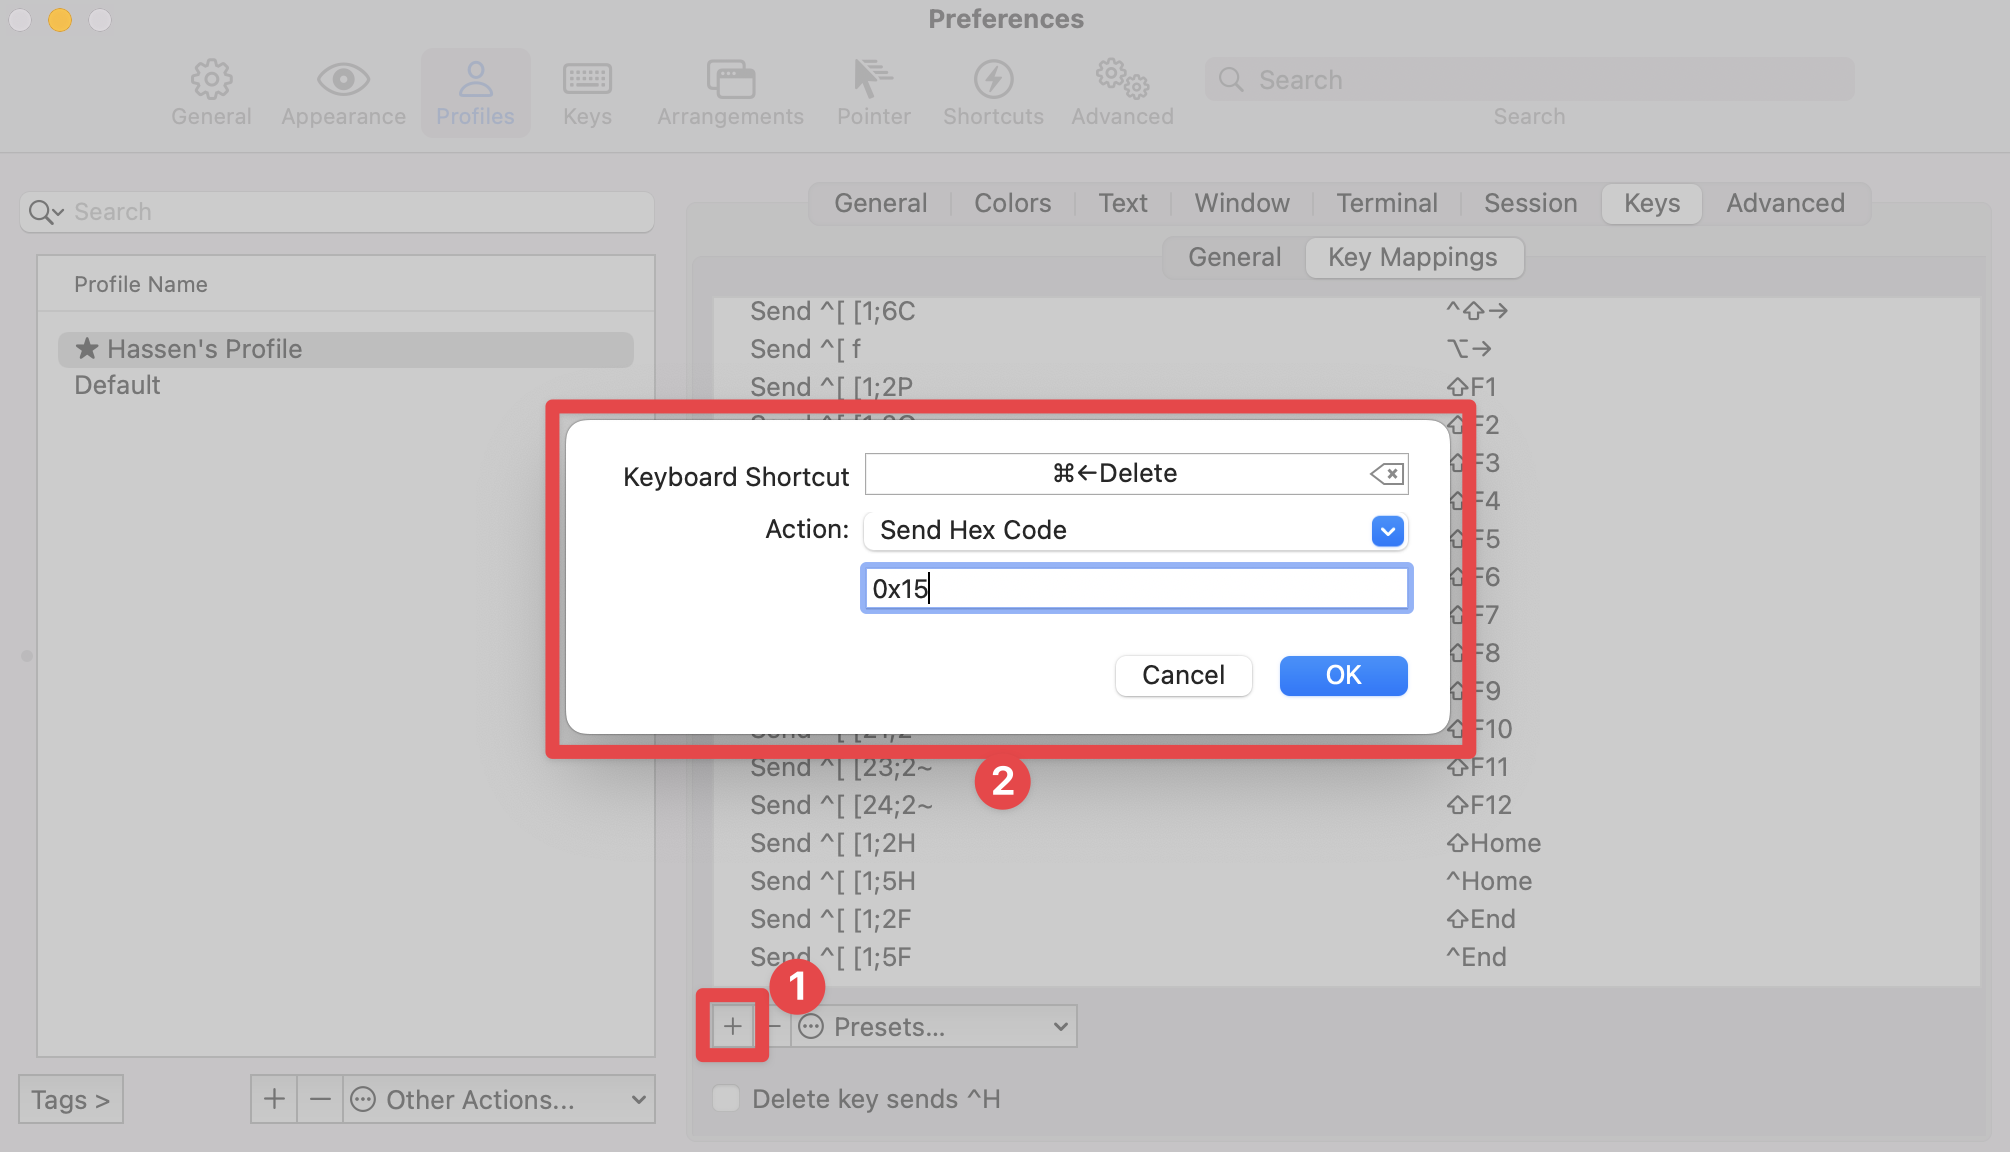 Preferences
General Appearance Profiles Keys Arrangements Pointer Shortcuts Advanced Search
Search
Search
General Colors Text Window Terminal Session Keys Advanced
General Key Mappings
Profile Name
★ Hassen's Profile
Default
Send ^[ [1;6C ^⇧→
Send ^[ f ⌥→
Send ^[ [1;2P ⇧F1
⇧F2
⇧F3
⇧F4
⇧F5
⇧F6
⇧F7
⇧F8
⇧F9
⇧F10
Send ^[ [23;2~ ⇧F11
Send ^[ [24;2~ ⇧F12
Send ^[ [1;2H ⇧Home
Send ^[ [1;5H ^Home
Send ^[ [1;2F ⇧End
Send ^[ [1;5F ^End
Keyboard Shortcut ⌘←Delete
Action: Send Hex Code
0x15
Cancel OK
2
1
+ − Presets...
Delete key sends ^H
Tags >
+ − Other Actions...